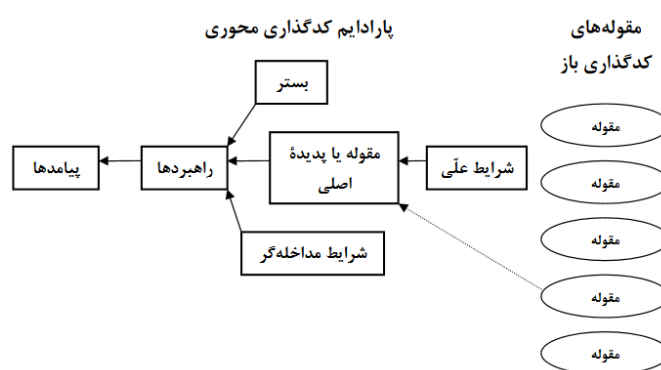 مقوله‌های
کدگذاری باز
پارادایم کدگذاری محوری
مقوله
مقوله
مقوله
مقوله
مقوله
شرایط علّی
مقوله یا پدیدهٔ
اصلی
بستر
راهبردها
شرایط مداخله‌گر
پیامدها